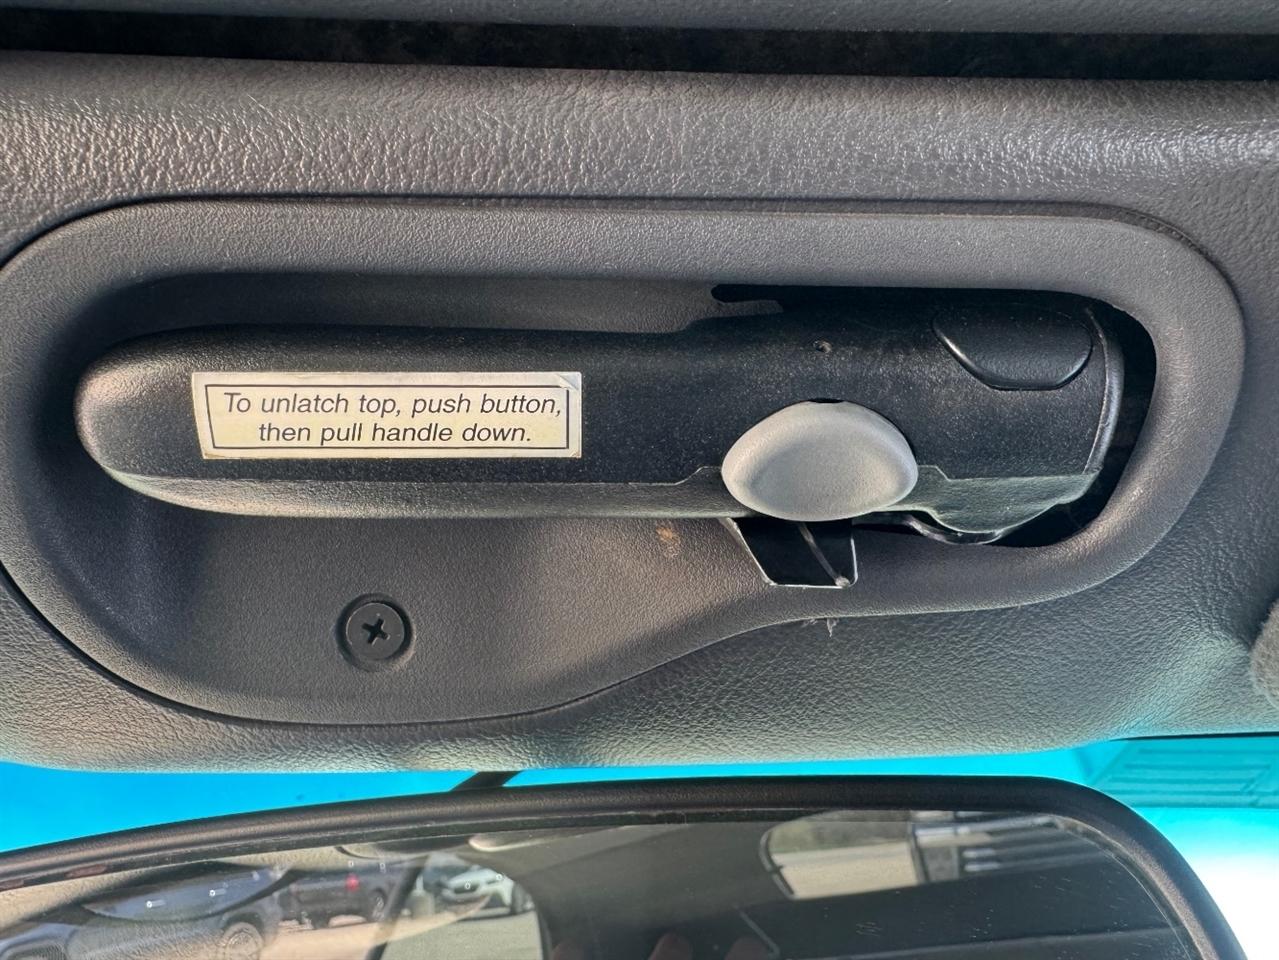 To unlatch top, push button,
then pull handle down.